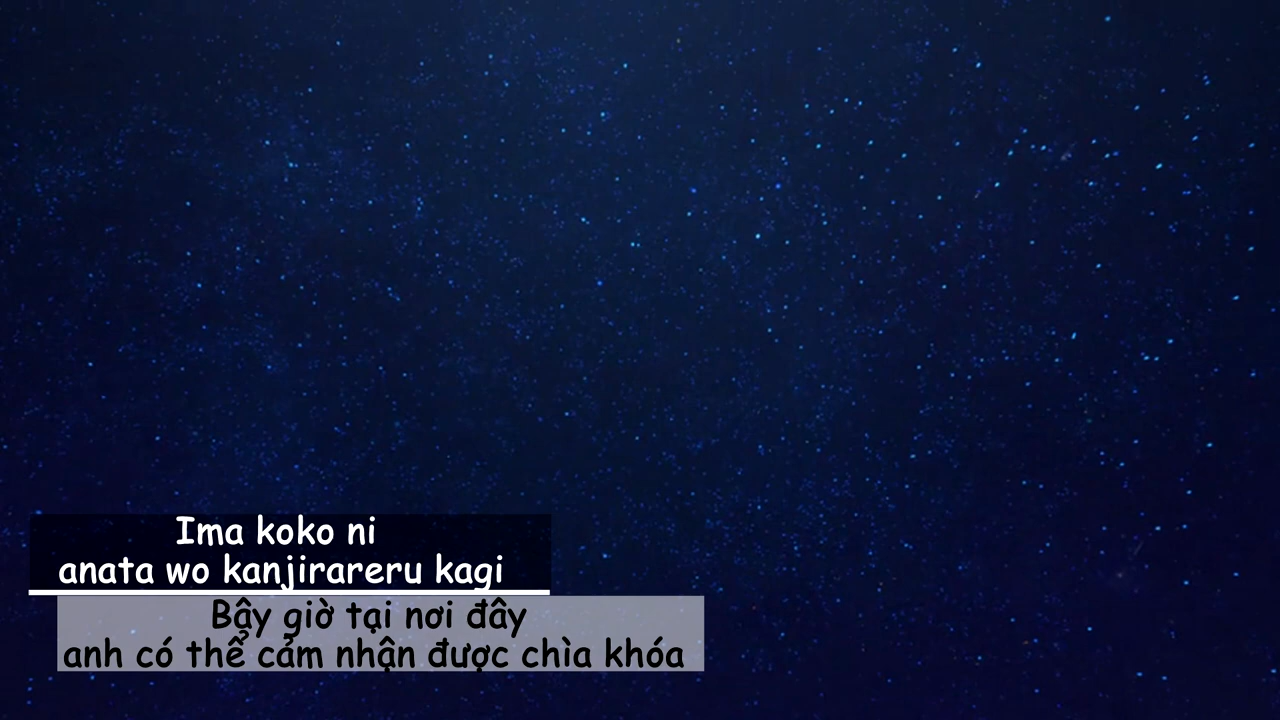 Ima koko ni
anata wo kanjirareru kagi
Bây giờ tại nơi đây
anh có thể cảm nhận được chìa khóa